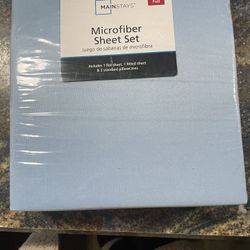 Full
MAINSTAYS
Microfiber
Sheet Set
Juego de sábanas de microfibra
Includes 1 flat sheet, 1 fitted sheet
& 2 standard pillowcases